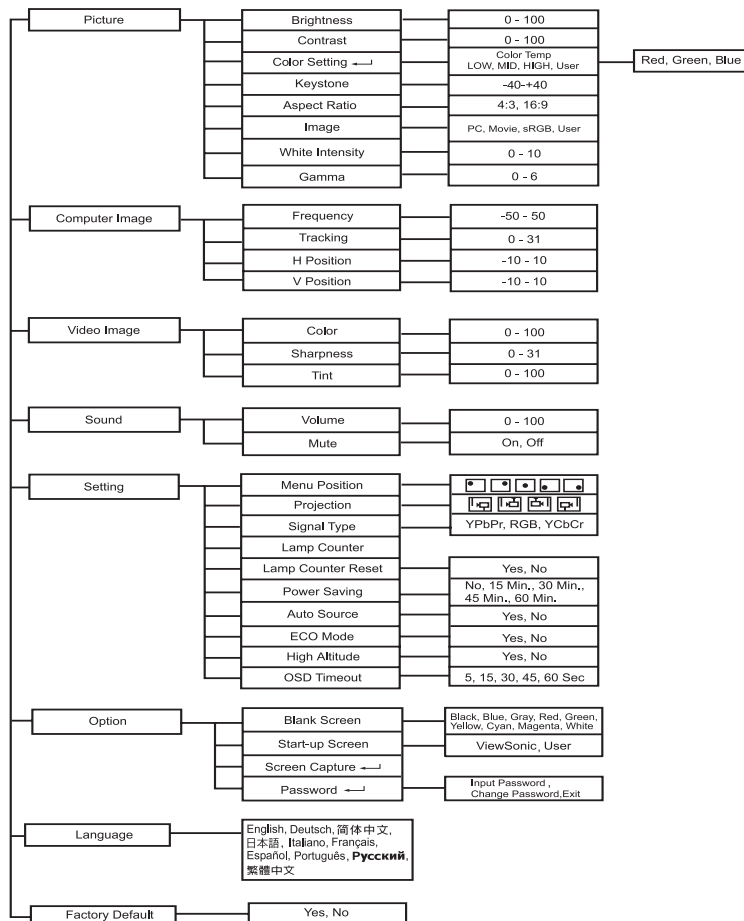 Picture
Brightness
0 - 100
Contrast
0 - 100
Color Setting
Color Temp
LOW, MID, HIGH, User
Red, Green, Blue
Keystone
-40-+40
Aspect Ratio
4:3, 16:9
Image
PC, Movie, sRGB, User
White Intensity
0 - 10
Gamma
0 - 6
Computer Image
Frequency
-50 - 50
Tracking
0 - 31
H Position
-10 - 10
V Position
-10 - 10
Video Image
Color
0 - 100
Sharpness
0 - 31
Tint
0 - 100
Sound
Volume
0 - 100
Mute
On, Off
Setting
Menu Position
Projection
Signal Type
YPbPr, RGB, YCbCr
Lamp Counter
Lamp Counter Reset
Yes, No
Power Saving
No, 15 Min., 30 Min.,
45 Min., 60 Min.
Auto Source
Yes, No
ECO Mode
Yes, No
High Altitude
Yes, No
OSD Timeout
5, 15, 30, 45, 60 Sec
Option
Blank Screen
Black, Blue, Gray, Red, Green,
Yellow, Cyan, Magenta, White
Start-up Screen
ViewSonic, User
Screen Capture
Password
Input Password ,
Change Password,Exit
Language
English, Deutsch, 简体中文,
日本語, Italiano, Français,
Español, Português, Русский,
繁體中文
Factory Default
Yes, No